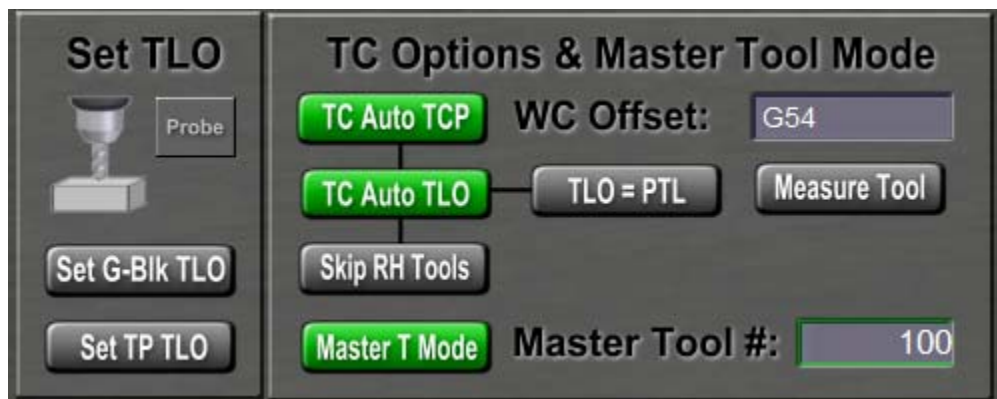 Set TLO
Probe
Set G-Blk TLO
Set TP TLO
TC Options & Master Tool Mode
TC Auto TCP WC Offset: G54
TC Auto TLO TLO = PTL Measure Tool
Skip RH Tools
Master T Mode Master Tool #: 100